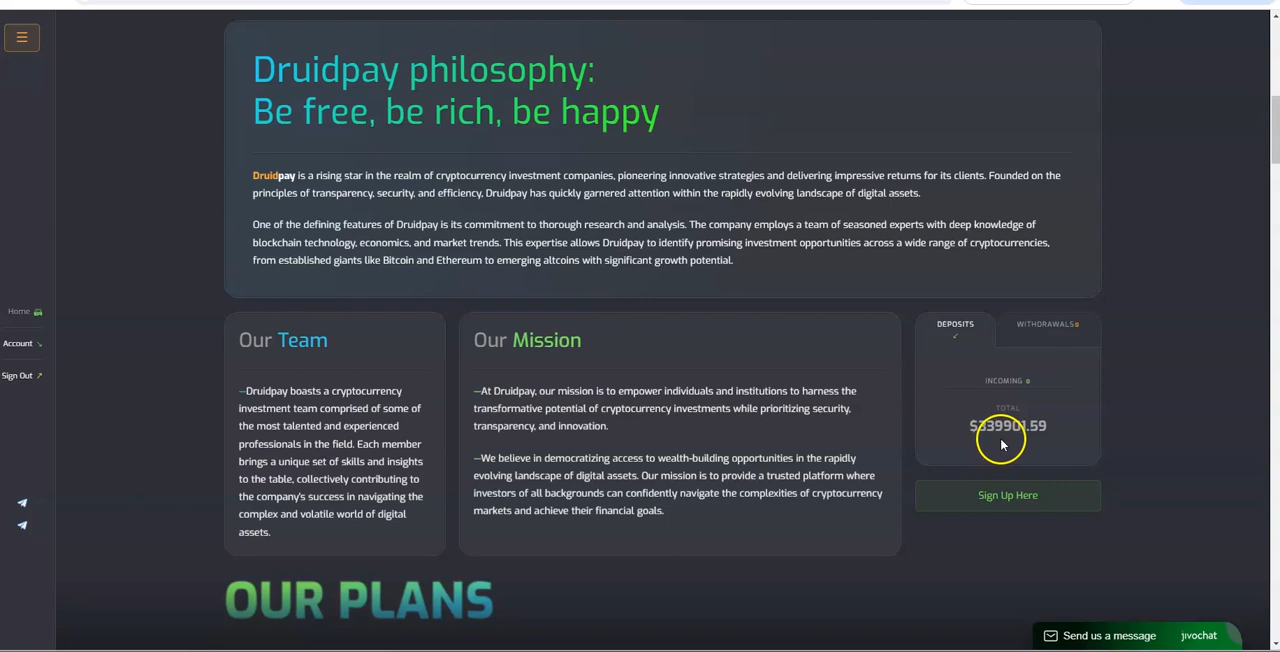 Druidpay philosophy:
Be free, be rich, be happy
Druidpay is a rising star in the realm of cryptocurrency investment companies, pioneering innovative strategies and delivering impressive returns for its clients. Founded on the
principles of transparency, security, and efficiency, Druidpay has quickly garnered attention within the rapidly evolving landscape of digital assets.
One of the defining features of Druidpay is its commitment to thorough research and analysis. The company employs a team of seasoned experts with deep knowledge of
blockchain technology, economics, and market trends. This expertise allows Druidpay to identify promising investment opportunities across a wide range of cryptocurrencies,
from established giants like Bitcoin and Ethereum to emerging altcoins with significant growth potential.
Home
Account
Sign Out
Our Team
—Druidpay boasts a cryptocurrency
investment team comprised of some of
the most talented and experienced
professionals in the field. Each member
brings a unique set of skills and insights
to the table, collectively contributing to
the company's success in navigating the
complex and volatile world of digital
assets.
Our Mission
—At Druidpay, our mission is to empower individuals and institutions to harness the
transformative potential of cryptocurrency investments while prioritizing security,
transparency, and innovation.
—We believe in democratizing access to wealth-building opportunities in the rapidly
evolving landscape of digital assets. Our mission is to provide a trusted platform where
investors of all backgrounds can confidently navigate the complexities of cryptocurrency
markets and achieve their financial goals.
DEPOSITS
WITHDRAWALS
INCOMING
TOTAL
$339901.59
Sign Up Here
OUR PLANS
Send us a message jivochat